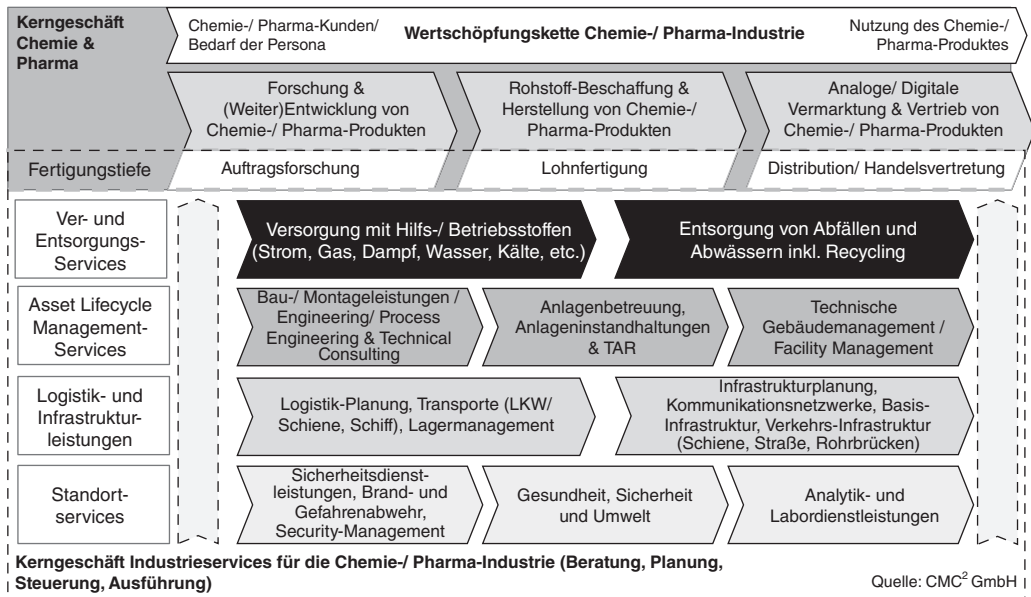 Kerngeschäft
Chemie &
Pharma
Chemie-/ Pharma-Kunden/
Bedarf der Persona
Wertschöpfungskette Chemie-/ Pharma-Industrie
Nutzung des Chemie-/
Pharma-Produktes
Forschung &
(Weiter)Entwicklung von
Chemie-/ Pharma-Produkten
Rohstoff-Beschaffung &
Herstellung von Chemie-/
Pharma-Produkten
Analoge/ Digitale
Vermarktung & Vertrieb von
Chemie-/ Pharma-Produkten
Fertigungstiefe
Auftragsforschung
Lohnfertigung
Distribution/ Handelsvertretung
Ver- und
Entsorgungs-
Services
Versorgung mit Hilfs-/ Betriebsstoffen
(Strom, Gas, Dampf, Wasser, Kälte, etc.)
Entsorgung von Abfällen und
Abwässern inkl. Recycling
Asset Lifecycle
Management-
Services
Bau-/ Montageleistungen /
Engineering/ Process
Engineering & Technical
Consulting
Anlagenbetreuung,
Anlageninstandhaltungen
& TAR
Technische
Gebäudemanagement /
Facility Management
Logistik- und
Infrastruktur-
leistungen
Logistik-Planung, Transporte (LKW/
Schiene, Schiff), Lagermanagement
Infrastrukturplanung,
Kommunikationsnetzwerke, Basis-
Infrastruktur, Verkehrs-Infrastruktur
(Schiene, Straße, Rohrbrücken)
Standort-
services
Sicherheitsdienst-
leistungen, Brand- und
Gefahrenabwehr,
Security-Management
Gesundheit, Sicherheit
und Umwelt
Analytik- und
Labordienstleistungen
Kerngeschäft Industrieservices für die Chemie-/ Pharma-Industrie (Beratung, Planung,
Steuerung, Ausführung)
Quelle: CMC² GmbH